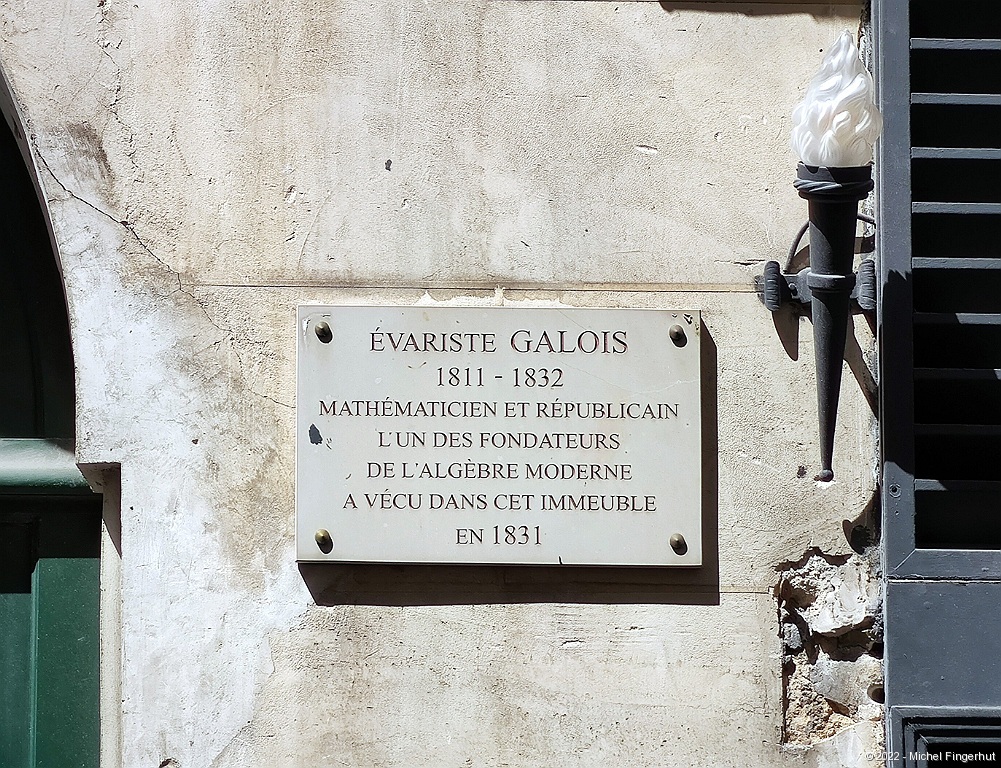 ÉVARISTE GALOIS
1811 - 1832
MATHÉMATICIEN ET RÉPUBLICAIN
L'UN DES FONDATEURS
DE L'ALGÈBRE MODERNE
A VÉCU DANS CET IMMEUBLE
EN 1831
©2022 - Michel Fingerhut